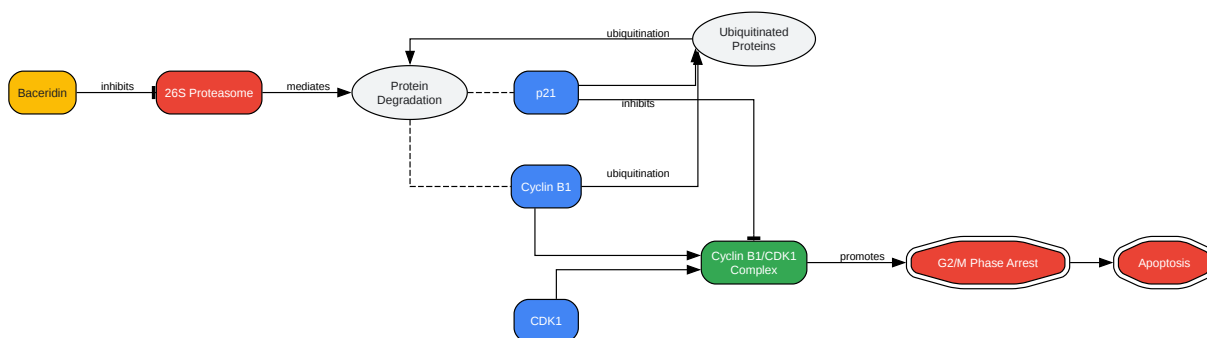 ubiquitination
Ubiquitinated
Proteins
Baceridin
inhibits
26S Proteasome
mediates
Protein
Degradation
p21
inhibits
Cyclin B1
ubiquitination
Cyclin B1/CDK1
Complex
promotes
G2/M Phase Arrest
Apoptosis
CDK1